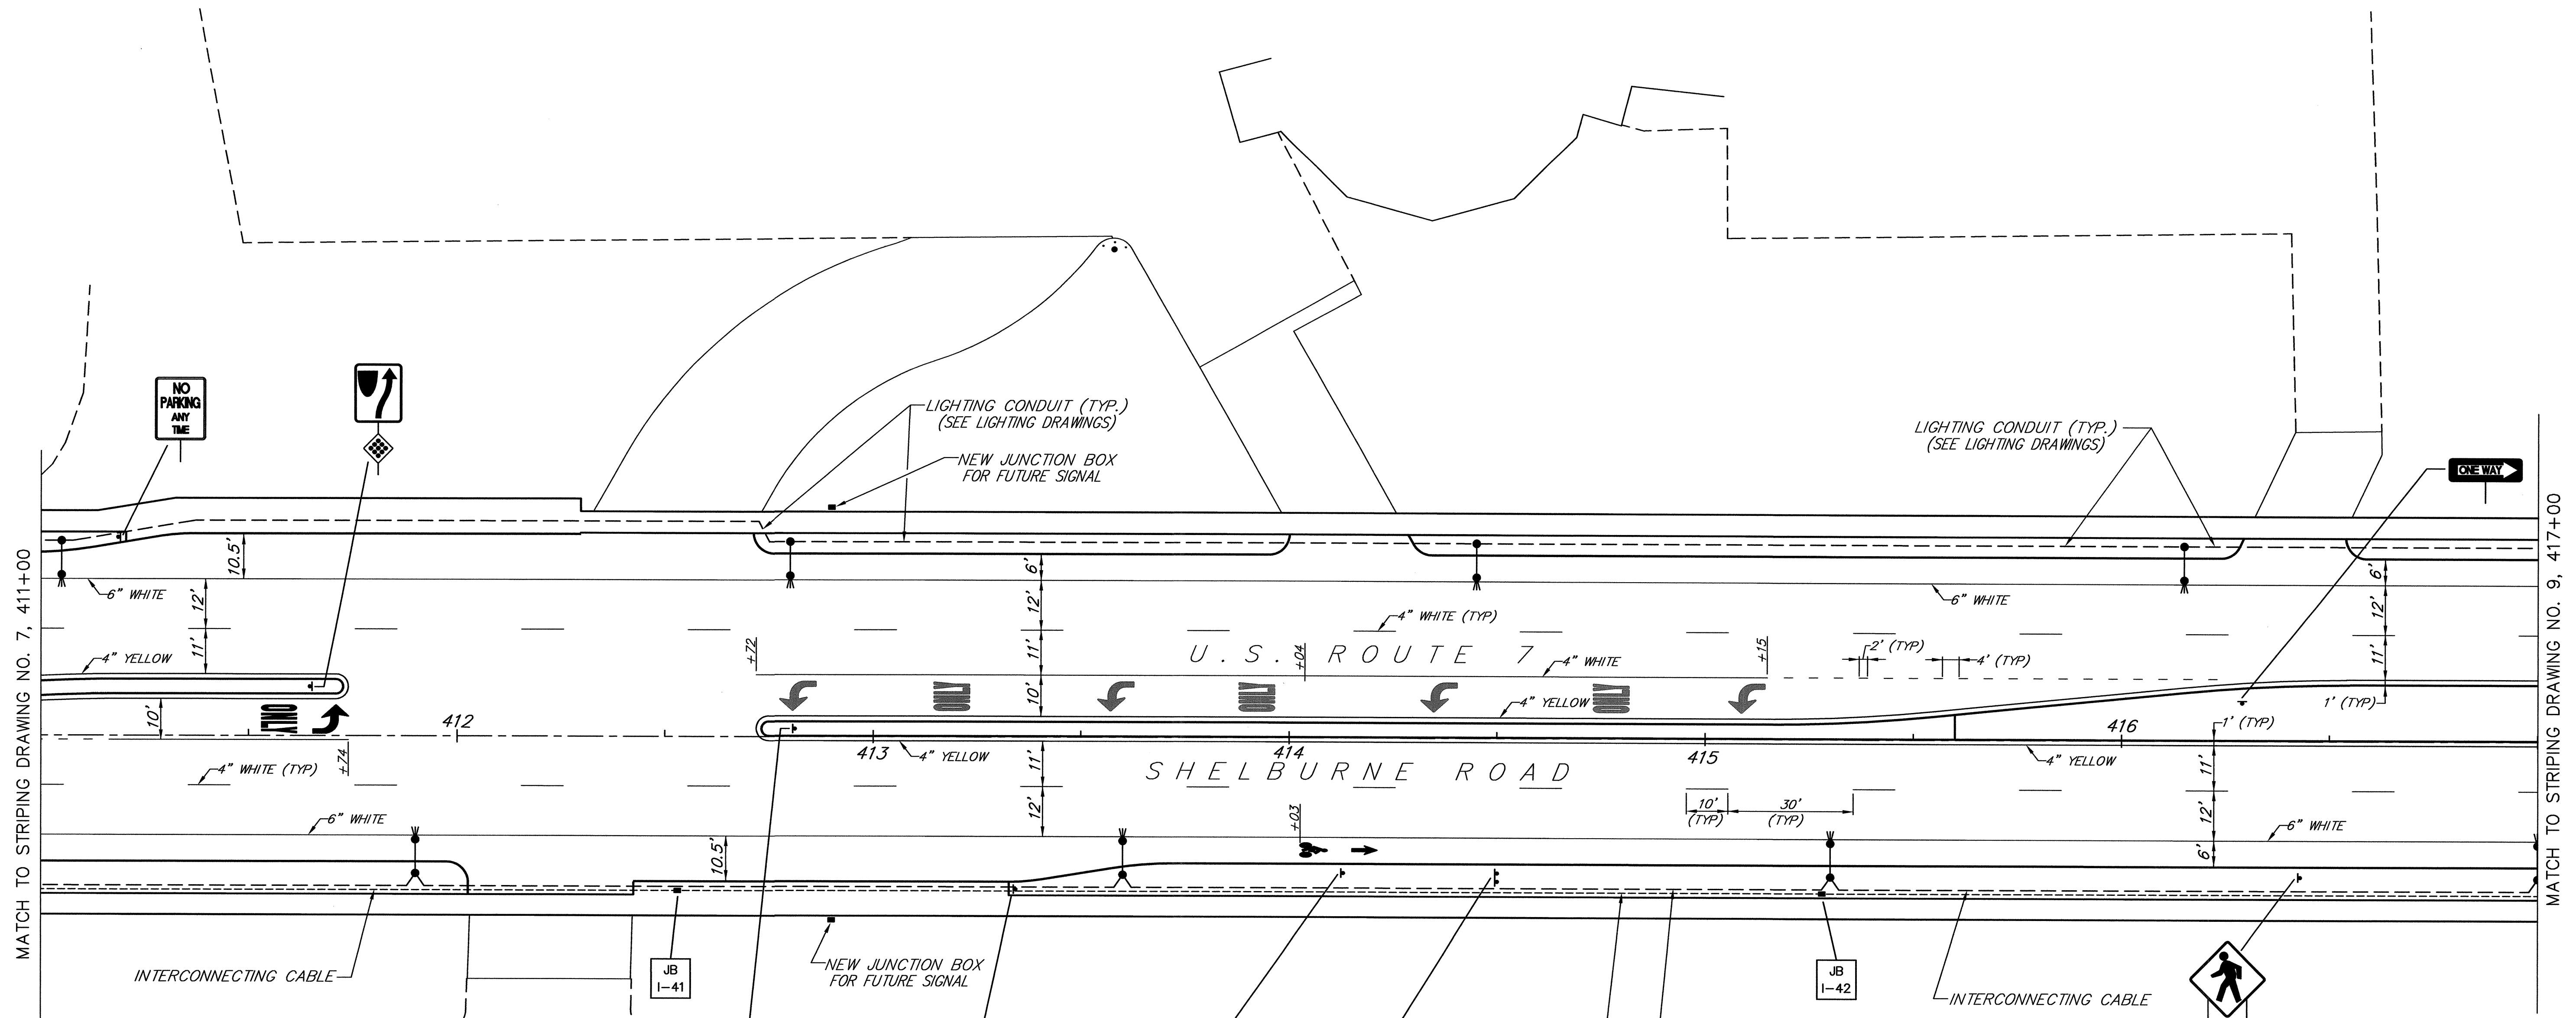 NO
PARKING
ANY
TIME
LIGHTING CONDUIT (TYP.)
(SEE LIGHTING DRAWINGS)
NEW JUNCTION BOX
FOR FUTURE SIGNAL
LIGHTING CONDUIT (TYP.)
(SEE LIGHTING DRAWINGS)
ONE WAY
MATCH TO STRIPING DRAWING NO. 7, 411+00
MATCH TO STRIPING DRAWING NO. 9, 417+00
10.5'
6'
6'
6" WHITE
12'
12'
6" WHITE
12'
4" WHITE (TYP)
11'
11'
11'
4" YELLOW
+72
U.S. ROUTE 7
+04
4" WHITE
+15
2' (TYP)
4' (TYP)
10'
ONLY
ONLY
ONLY
4" YELLOW
1' (TYP)
10'
ONLY
412
413
414
415
416
1' (TYP)
+74
4" YELLOW
4" YELLOW
4" WHITE (TYP)
11'
SHELBURNE ROAD
11'
6" WHITE
12'
+03
10'
(TYP)
30'
(TYP)
12'
6" WHITE
10.5'
6'
INTERCONNECTING CABLE
JB
I-41
NEW JUNCTION BOX
FOR FUTURE SIGNAL
JB
I-42
INTERCONNECTING CABLE